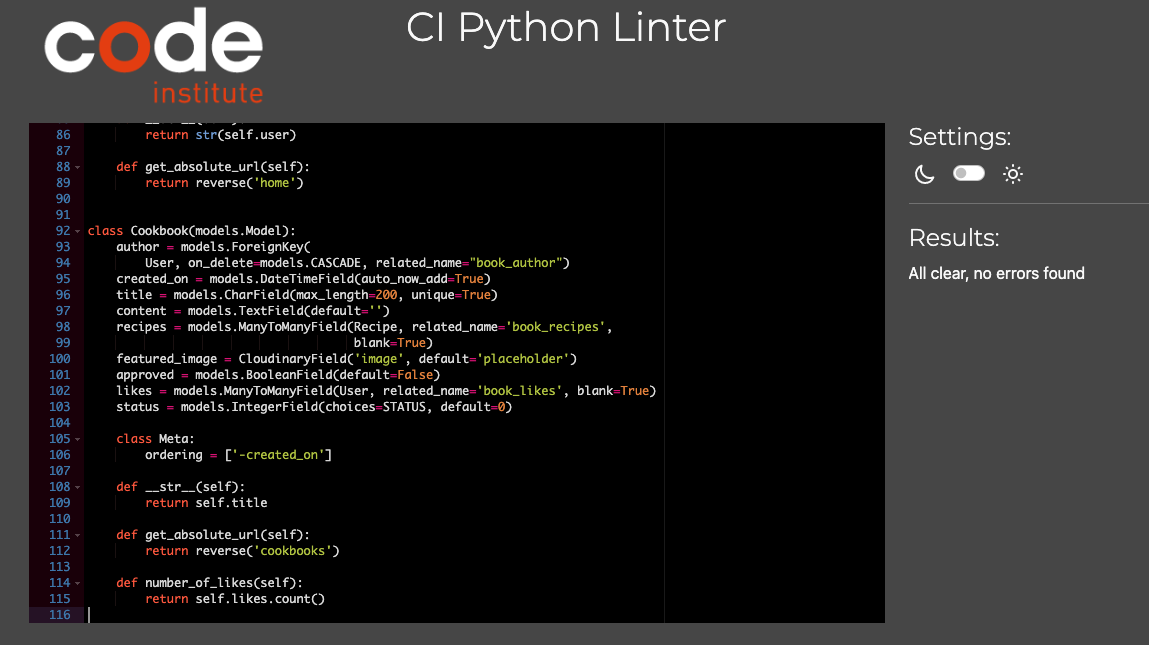 code
institute
CI Python Linter
86 return str(self.user)
87
88 def get_absolute_url(self):
89 return reverse('home')
90
91
92 class Cookbook(models.Model):
93 author = models.ForeignKey(
94 User, on_delete=models.CASCADE, related_name="book_author")
95 created_on = models.DateTimeField(auto_now_add=True)
96 title = models.CharField(max_length=200, unique=True)
97 content = models.TextField(default='')
98 recipes = models.ManyToManyField(Recipe, related_name='book_recipes',
99 blank=True)
100 featured_image = CloudinaryField('image', default='placeholder')
101 approved = models.BooleanField(default=False)
102 likes = models.ManyToManyField(User, related_name='book_likes', blank=True)
103 status = models.IntegerField(choices=STATUS, default=0)
104
105 class Meta:
106 ordering = ['-created_on']
107
108 def __str__(self):
109 return self.title
110
111 def get_absolute_url(self):
112 return reverse('cookbooks')
113
114 def number_of_likes(self):
115 return self.likes.count()
116
Settings:
Results:
All clear, no errors found